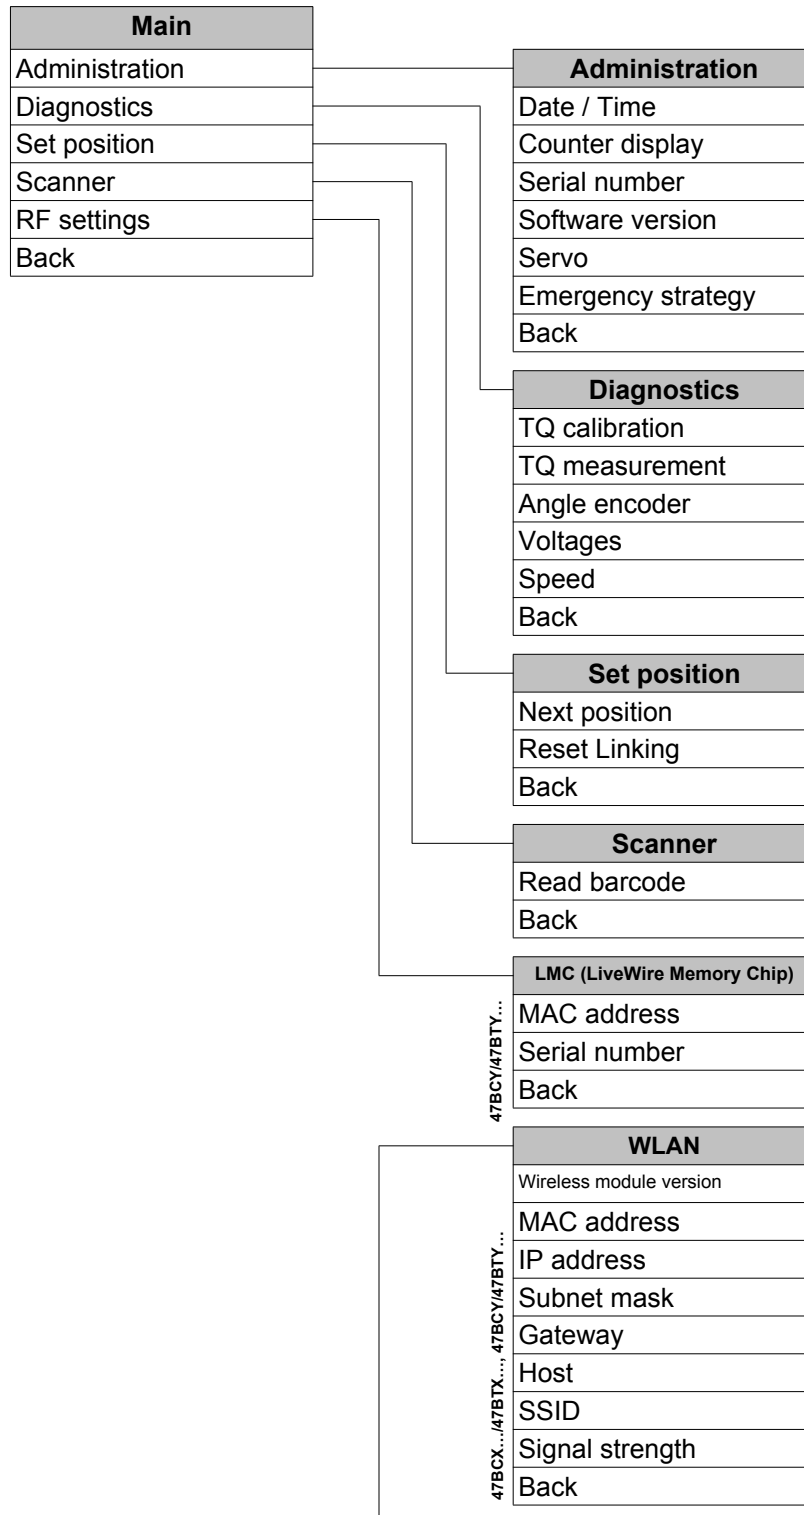 Main
Administration
Diagnostics
Set position
Scanner
RF settings
Back
Administration
Date / Time
Counter display
Serial number
Software version
Servo
Emergency strategy
Back
Diagnostics
TQ calibration
TQ measurement
Angle encoder
Voltages
Speed
Back
Set position
Next position
Reset Linking
Back
Scanner
Read barcode
Back
47BCY/47BTY…
LMC (LiveWire Memory Chip)
MAC address
Serial number
Back
47BCX…/47BTX…, 47BCY/47BTY…
WLAN
Wireless module version
MAC address
IP address
Subnet mask
Gateway
Host
SSID
Signal strength
Back